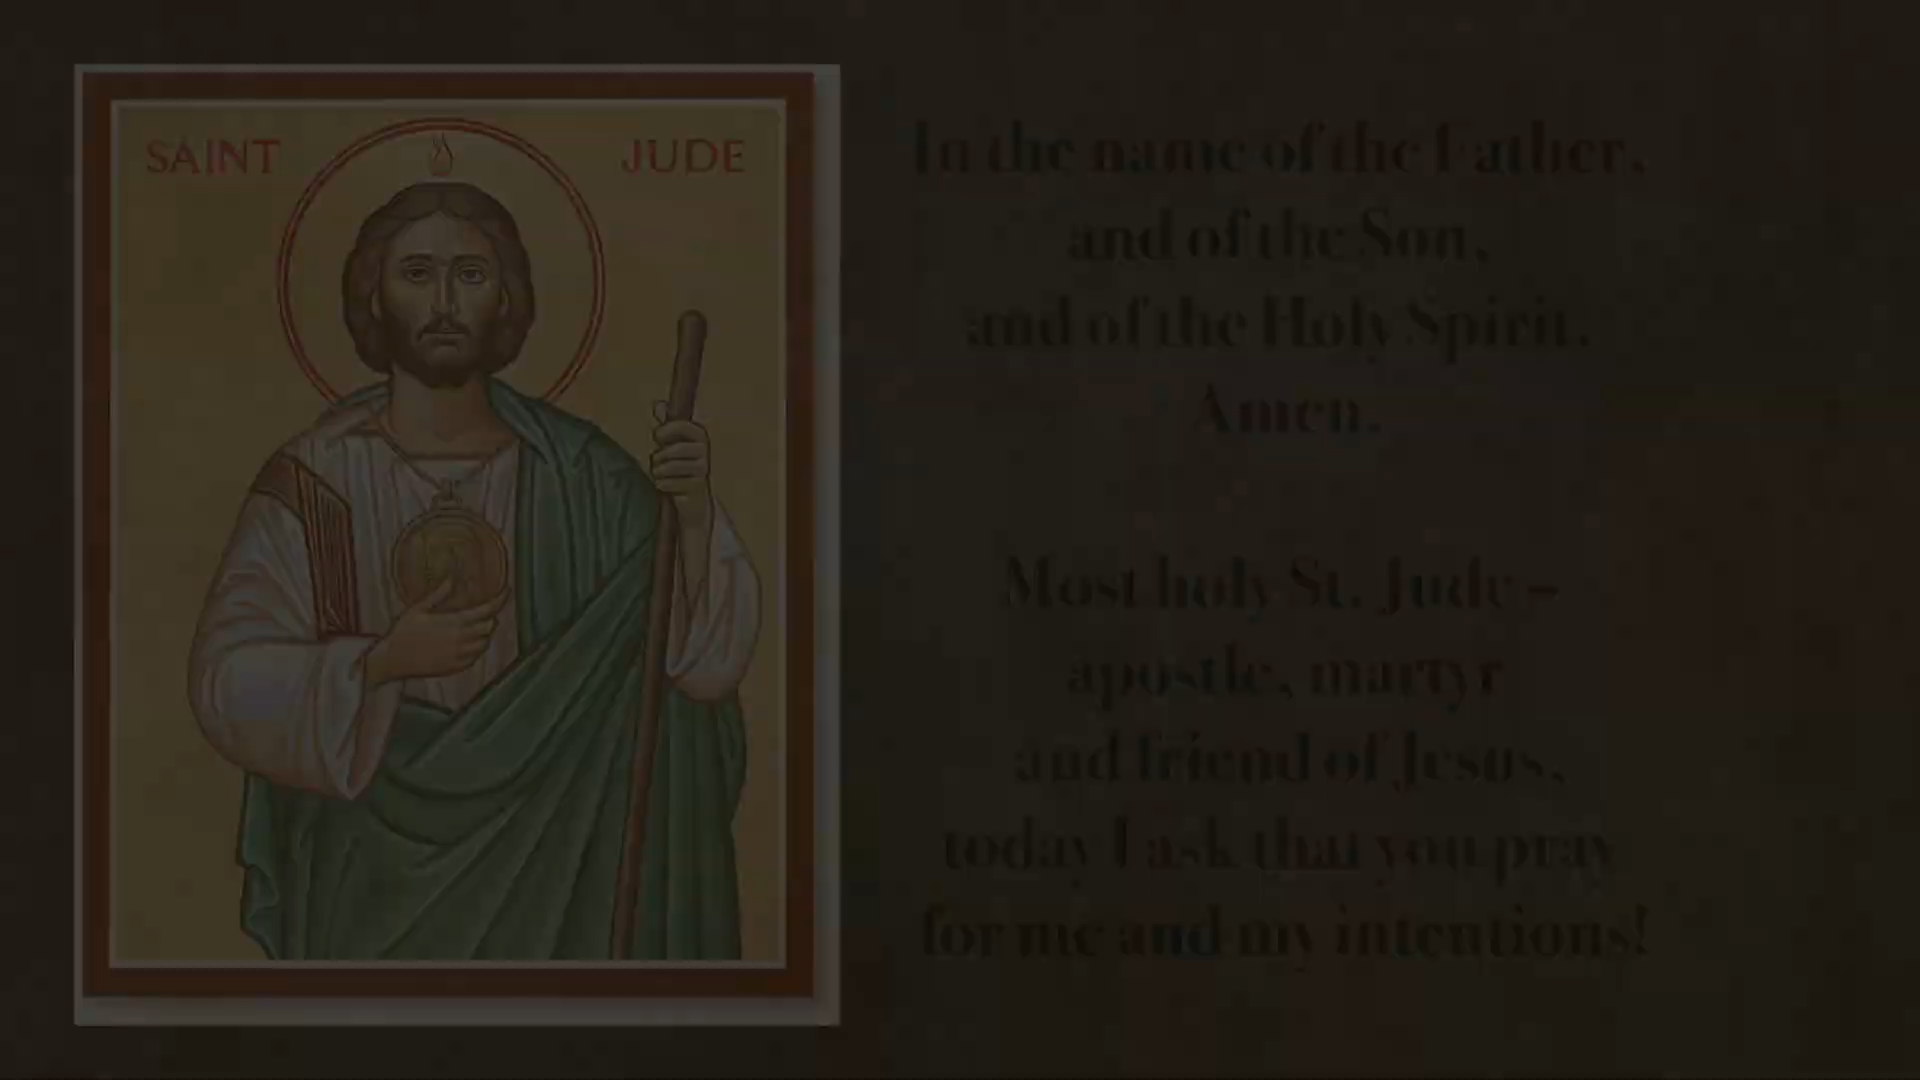 SAINT JUDE
In the name of the Father,
and of the Son,
and of the Holy Spirit.
Amen.
Most holy St. Jude –
apostle, martyr
and friend of Jesus,
today I ask that you pray
for me and my intentions!